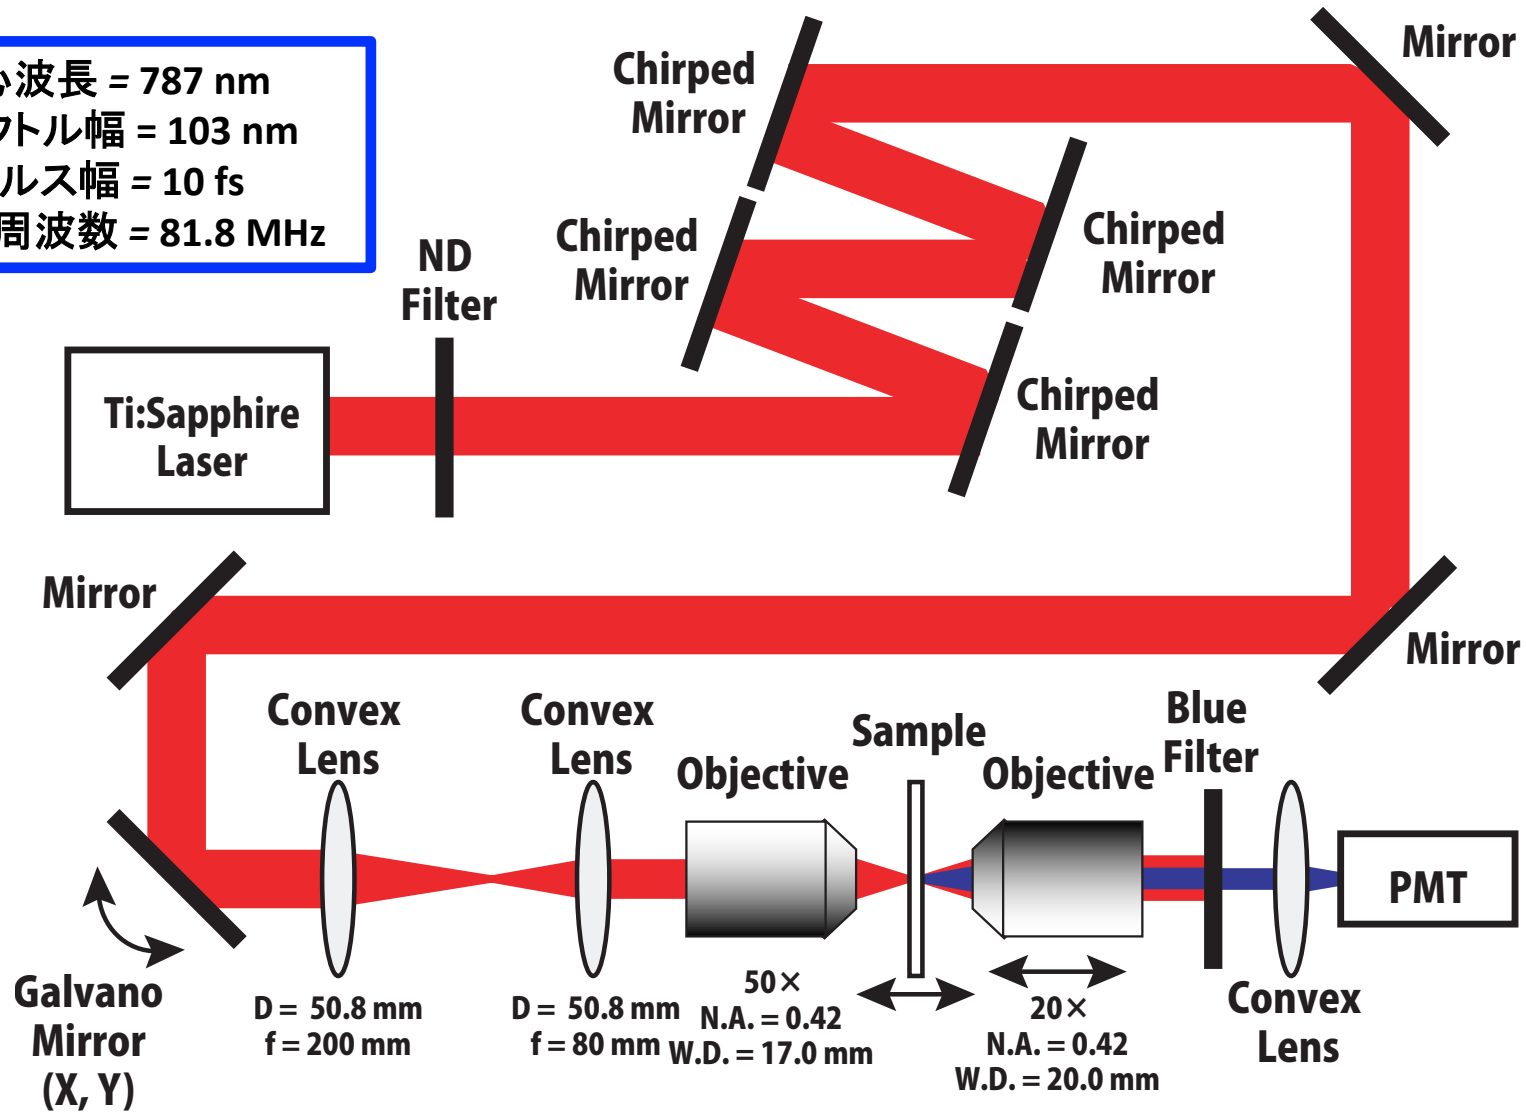 心波長 = 787 nm
クトル幅 = 103 nm
ルス幅 = 10 fs
周波数 = 81.8 MHz
Mirror
Chirped
Mirror
Chirped
Mirror
Chirped
Mirror
Chirped
Mirror
ND
Filter
Ti:Sapphire
Laser
Mirror
Mirror
Convex
Lens
Convex
Lens
Objective
Sample
Objective
Blue
Filter
PMT
Galvano
Mirror
(X, Y)
D = 50.8 mm
f = 200 mm
D = 50.8 mm
f = 80 mm
50×
N.A. = 0.42
W.D. = 17.0 mm
20×
N.A. = 0.42
W.D. = 20.0 mm
Convex
Lens